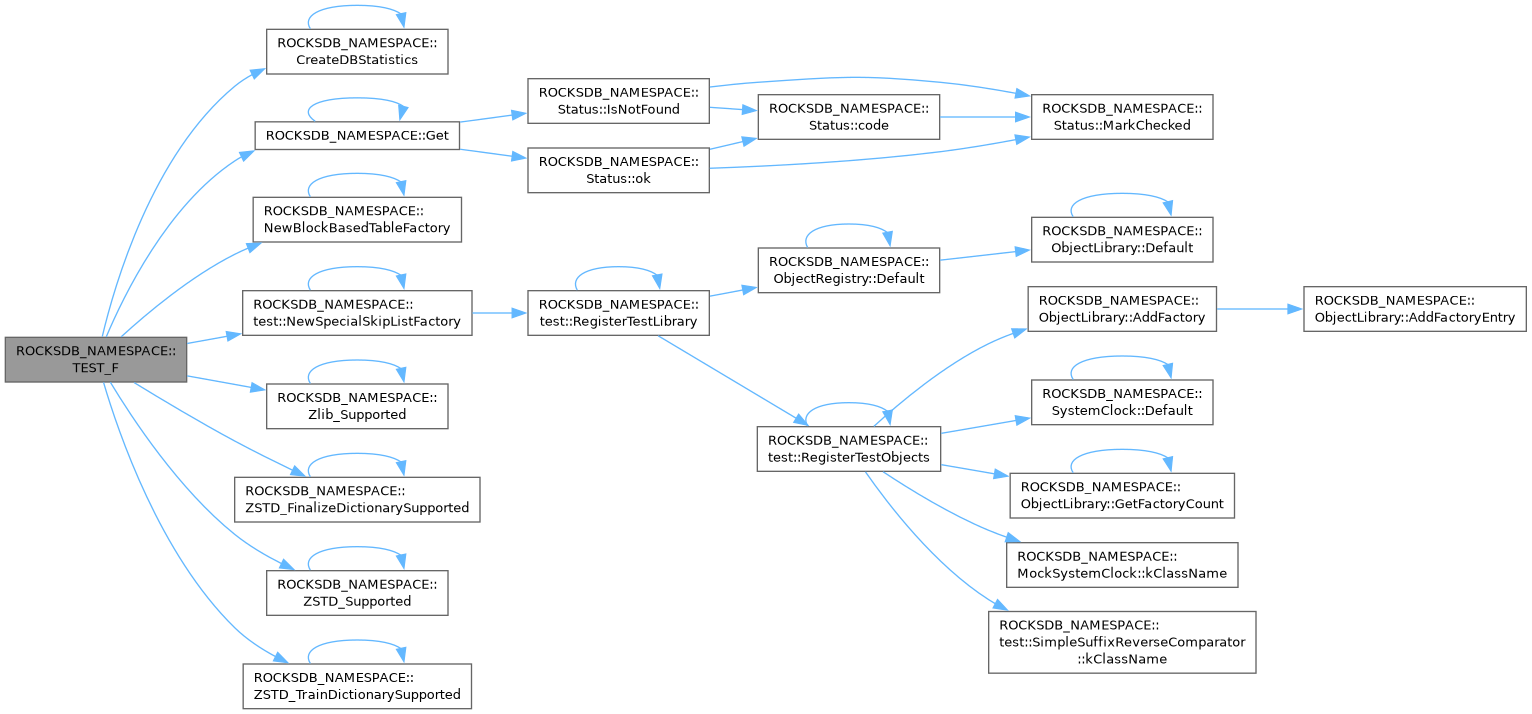 ROCKSDB_NAMESPACE::
TEST_F
ROCKSDB_NAMESPACE::
CreateDBStatistics
ROCKSDB_NAMESPACE::Get
ROCKSDB_NAMESPACE::
Status::IsNotFound
ROCKSDB_NAMESPACE::
Status::ok
ROCKSDB_NAMESPACE::
Status::code
ROCKSDB_NAMESPACE::
Status::MarkChecked
ROCKSDB_NAMESPACE::
NewBlockBasedTableFactory
ROCKSDB_NAMESPACE::
test::NewSpecialSkipListFactory
ROCKSDB_NAMESPACE::
test::RegisterTestLibrary
ROCKSDB_NAMESPACE::
ObjectRegistry::Default
ROCKSDB_NAMESPACE::
ObjectLibrary::Default
ROCKSDB_NAMESPACE::
test::RegisterTestObjects
ROCKSDB_NAMESPACE::
ObjectLibrary::AddFactory
ROCKSDB_NAMESPACE::
ObjectLibrary::AddFactoryEntry
ROCKSDB_NAMESPACE::
SystemClock::Default
ROCKSDB_NAMESPACE::
ObjectLibrary::GetFactoryCount
ROCKSDB_NAMESPACE::
MockSystemClock::kClassName
ROCKSDB_NAMESPACE::
test::SimpleSuffixReverseComparator
::kClassName
ROCKSDB_NAMESPACE::
Zlib_Supported
ROCKSDB_NAMESPACE::
ZSTD_FinalizeDictionarySupported
ROCKSDB_NAMESPACE::
ZSTD_Supported
ROCKSDB_NAMESPACE::
ZSTD_TrainDictionarySupported